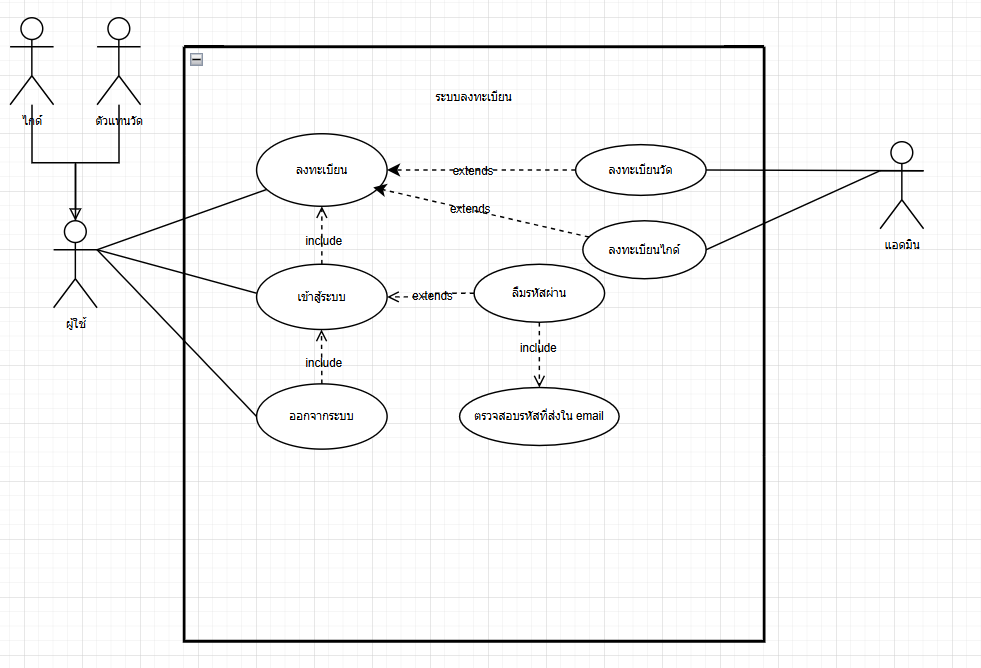 ไกด์
ตัวแทนวัด
ระบบลงทะเบียน
ลงทะเบียน
extends
ลงทะเบียนวัด
extends
ลงทะเบียนไกด์
แอดมิน
include
ผู้ใช้
เข้าสู่ระบบ
extends
ลืมรหัสผ่าน
include
include
ออกจากระบบ
ตรวจสอบรหัสที่ส่งใน email